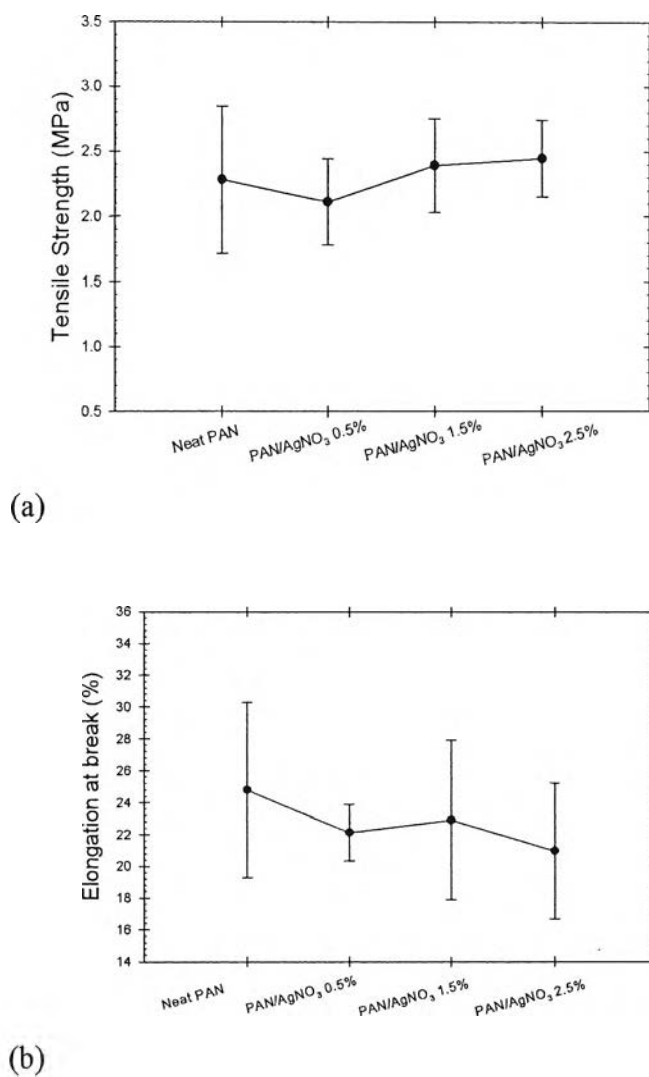 3.5
3.0
2.5
2.0
1.5
1.0
0.5
Tensile Strength (MPa)
Neat PAN
PAN/AgNO₃ 0.5%
PAN/AgNO₃ 1.5%
PAN/AgNO₃ 2.5%
(a)
36
34
32
30
28
26
24
22
20
18
16
14
Elongation at break (%)
Neat PAN
PAN/AgNO₃ 0.5%
PAN/AgNO₃ 1.5%
PAN/AgNO₃ 2.5%
(b)